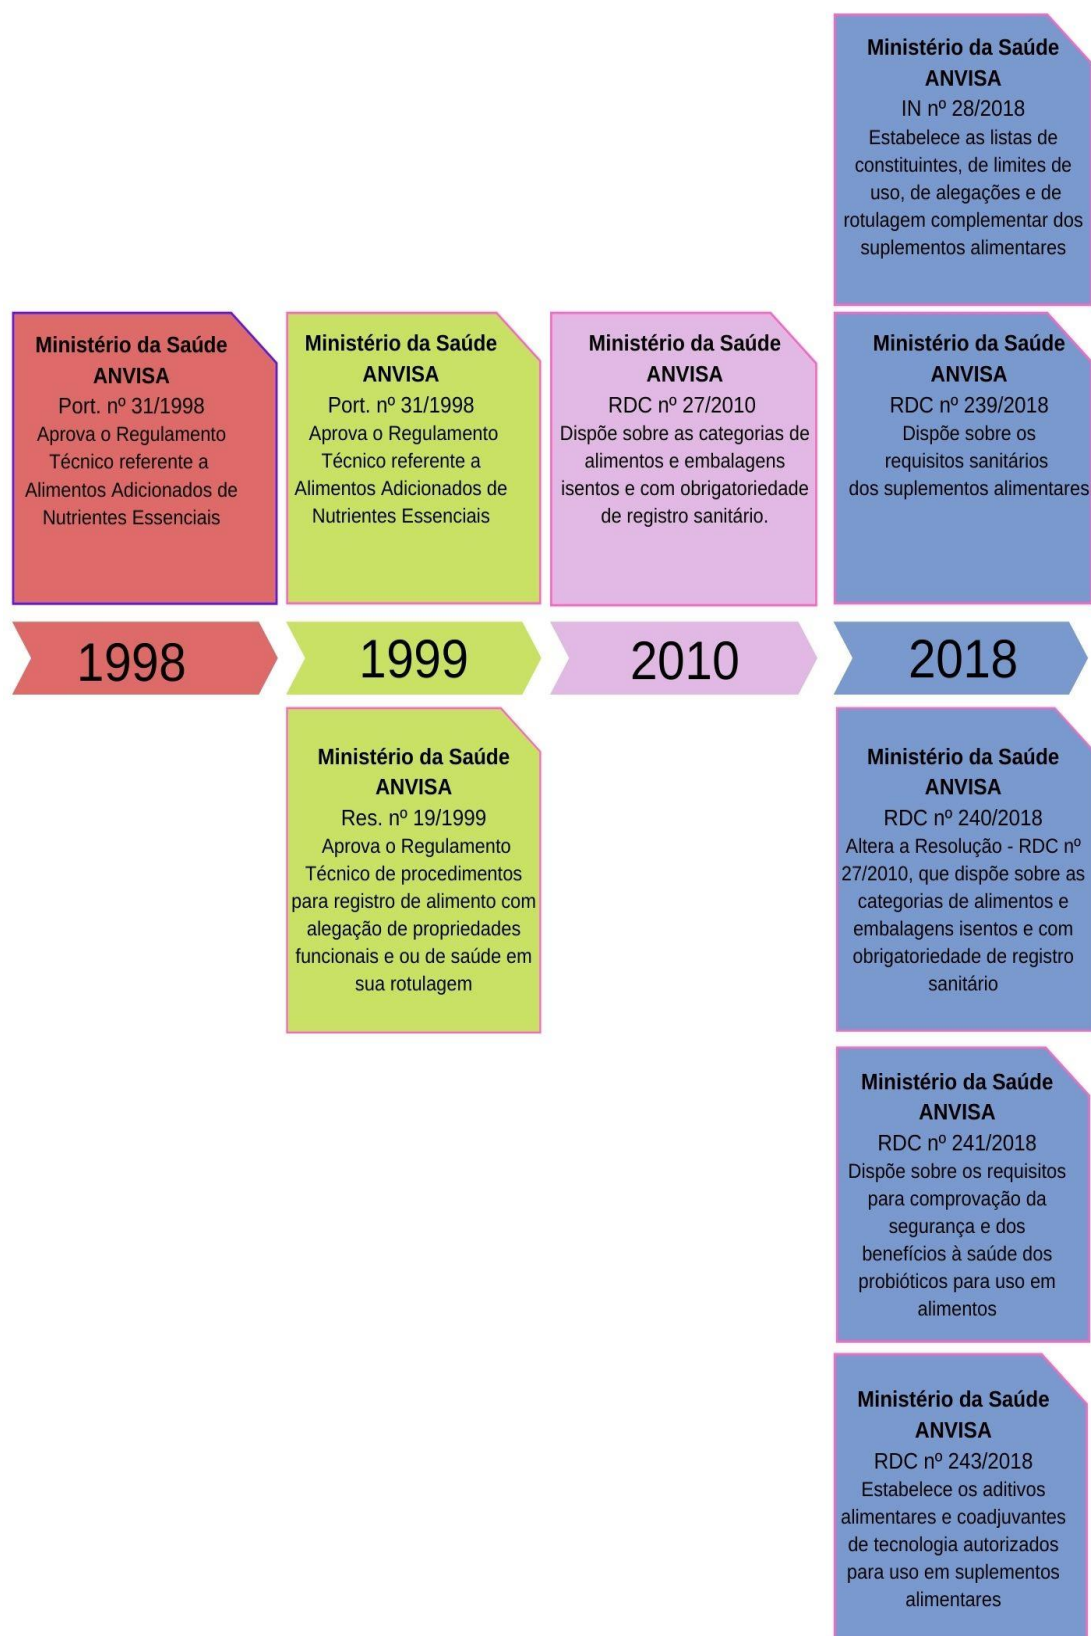 Ministério da Saúde
ANVISA
IN nº 28/2018
Estabelece as listas de
constituintes, de limites de
uso, de alegações e de
rotulagem complementar dos
suplementos alimentares
Ministério da Saúde
ANVISA
Port. nº 31/1998
Aprova o Regulamento
Técnico referente a
Alimentos Adicionados de
Nutrientes Essenciais
Ministério da Saúde
ANVISA
Port. nº 31/1998
Aprova o Regulamento
Técnico referente a
Alimentos Adicionados de
Nutrientes Essenciais
Ministério da Saúde
ANVISA
RDC nº 27/2010
Dispõe sobre as categorias de
alimentos e embalagens
isentos e com obrigatoriedade
de registro sanitário.
Ministério da Saúde
ANVISA
RDC nº 239/2018
Dispõe sobre os
requisitos sanitários
dos suplementos alimentares
1998
1999
2010
2018
Ministério da Saúde
ANVISA
Res. nº 19/1999
Aprova o Regulamento
Técnico de procedimentos
para registro de alimento com
alegação de propriedades
funcionais e ou de saúde em
sua rotulagem
Ministério da Saúde
ANVISA
RDC nº 240/2018
Altera a Resolução - RDC nº
27/2010, que dispõe sobre as
categorias de alimentos e
embalagens isentos e com
obrigatoriedade de registro
sanitário
Ministério da Saúde
ANVISA
RDC nº 241/2018
Dispõe sobre os requisitos
para comprovação da
segurança e dos
benefícios à saúde dos
probióticos para uso em
alimentos
Ministério da Saúde
ANVISA
RDC nº 243/2018
Estabelece os aditivos
alimentares e coadjuvantes
de tecnologia autorizados
para uso em suplementos
alimentares